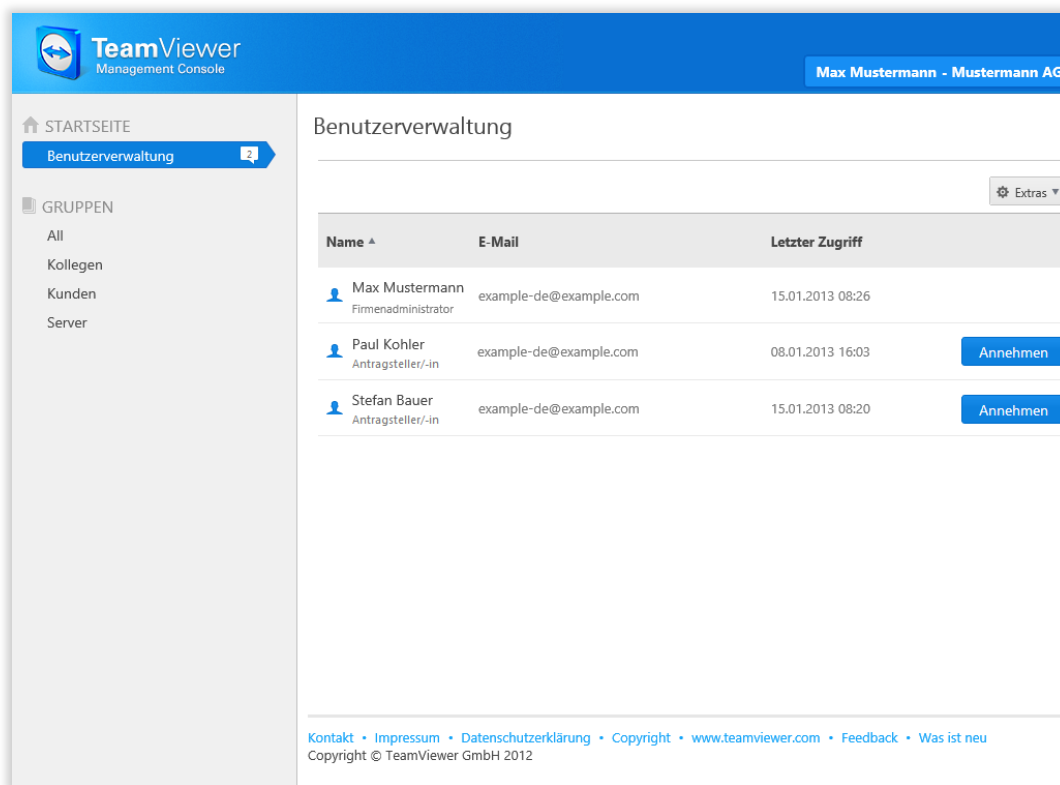 TeamViewer
Management Console
Max Mustermann - Mustermann AG
STARTSEITE
Benutzerverwaltung 2
GRUPPEN
All
Kollegen
Kunden
Server
Benutzerverwaltung
Extras
Name E-Mail Letzter Zugriff
Max Mustermann example-de@example.com 15.01.2013 08:26
Firmenadministrator
Paul Kohler example-de@example.com 08.01.2013 16:03 Annehmen
Antragsteller/-in
Stefan Bauer example-de@example.com 15.01.2013 08:20 Annehmen
Antragsteller/-in
Kontakt • Impressum • Datenschutzerklärung • Copyright • www.teamviewer.com • Feedback • Was ist neu
Copyright © TeamViewer GmbH 2012